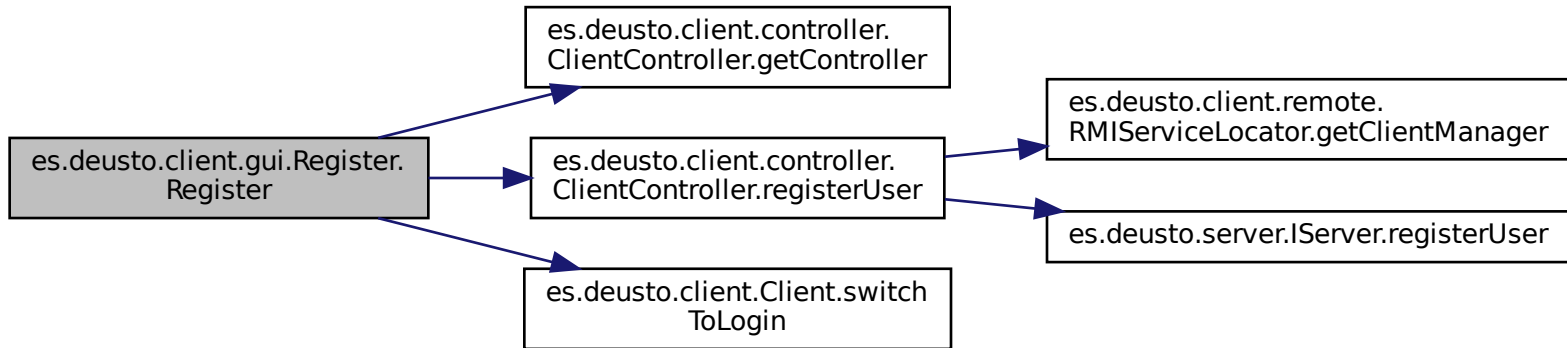 es.deusto.client.gui.Register.
Register
es.deusto.client.controller.
ClientController.getController
es.deusto.client.controller.
ClientController.registerUser
es.deusto.client.Client.switch
ToLogin
es.deusto.client.remote.
RMIServiceLocator.getClientManager
es.deusto.server.IServer.registerUser